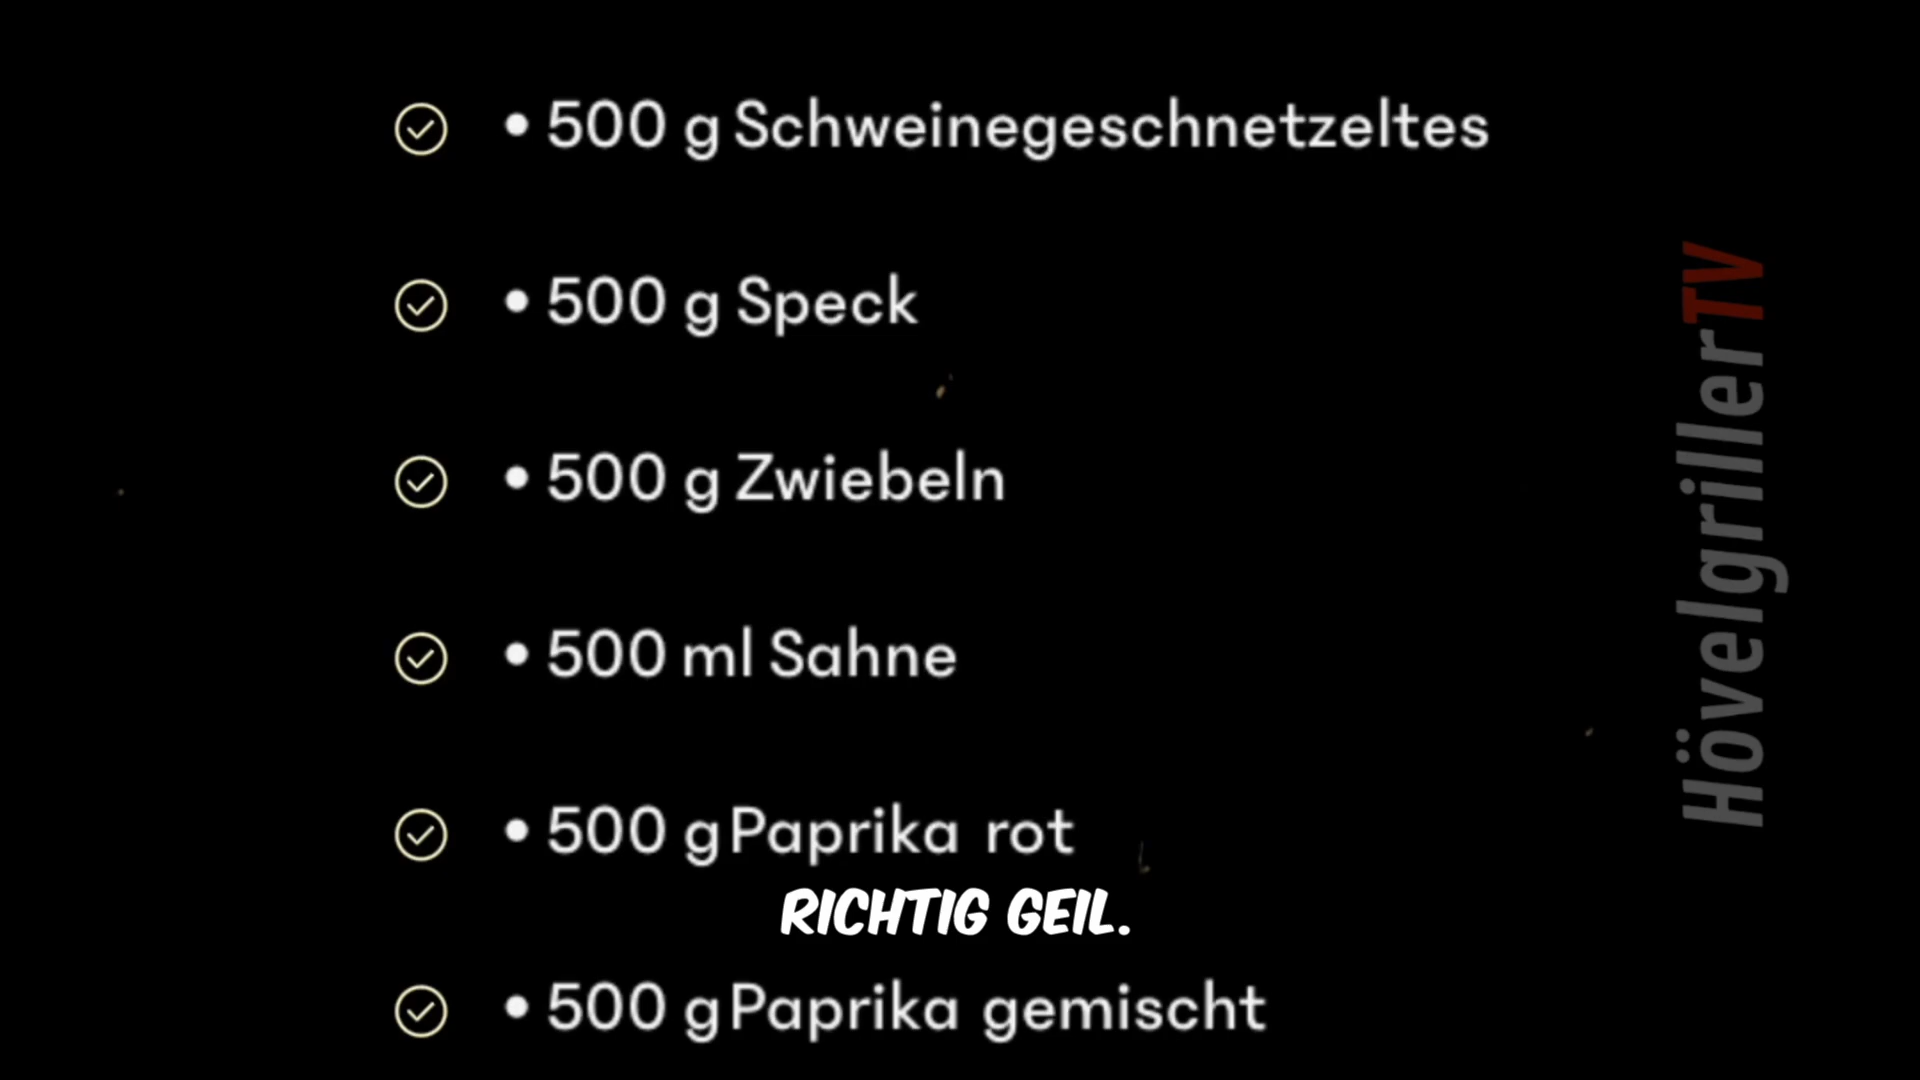 • 500 g Schweinegeschnetzeltes
• 500 g Speck
• 500 g Zwiebeln
• 500 ml Sahne
• 500 g Paprika rot
RICHTIG GEIL.
• 500 g Paprika gemischt
HövelgrillerTV